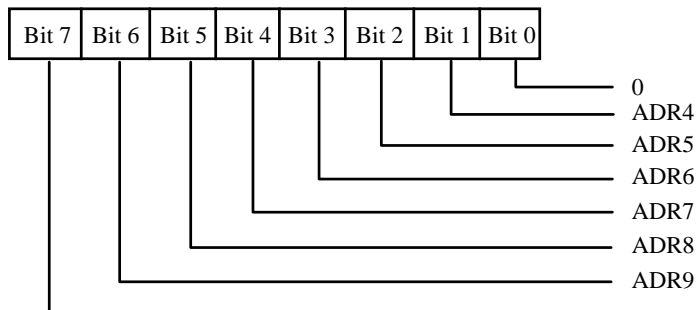 Bit 7 Bit 6 Bit 5 Bit 4 Bit 3 Bit 2 Bit 1 Bit 0
0
ADR4
ADR5
ADR6
ADR7
ADR8
ADR9